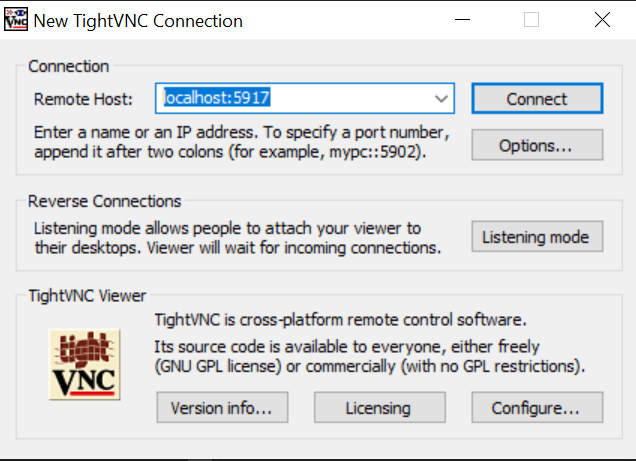 New TightVNC Connection
Connection
Remote Host: localhost:5917
Connect
Enter a name or an IP address. To specify a port number,
append it after two colons (for example, mypc::5902).
Options...
Reverse Connections
Listening mode allows people to attach your viewer to
their desktops. Viewer will wait for incoming connections.
Listening mode
TightVNC Viewer
tight
VNC
TightVNC is cross-platform remote control software.
Its source code is available to everyone, either freely
(GNU GPL license) or commercially (with no GPL restrictions).
Version info...
Licensing
Configure...